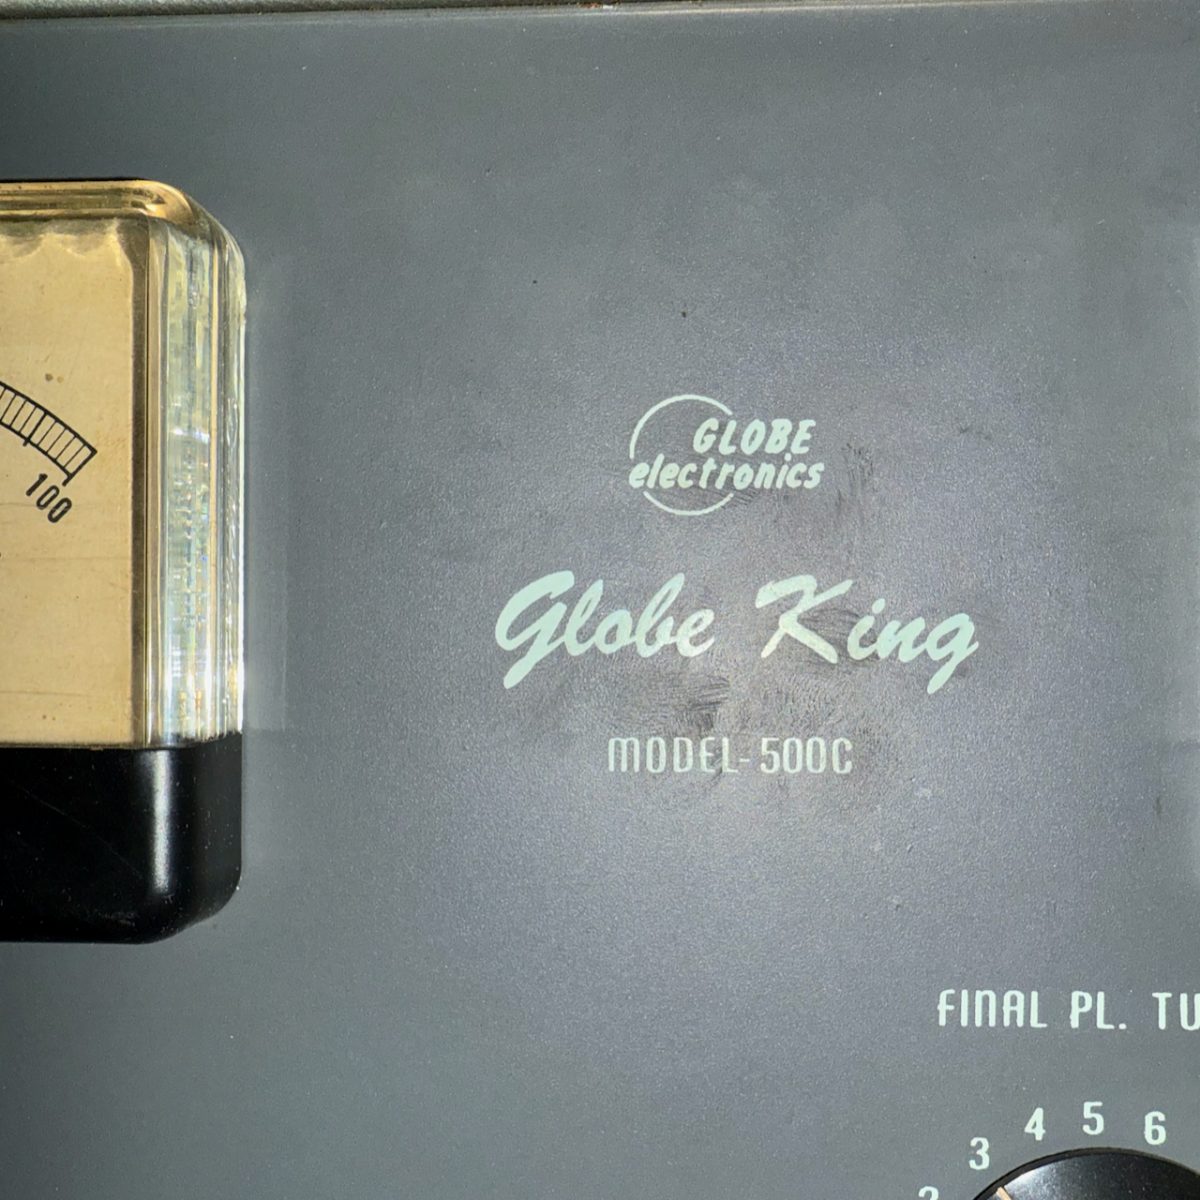 GLOBE
electronics
Globe King
MODEL-500C
100
FINAL PL. TU
3 4 5 6